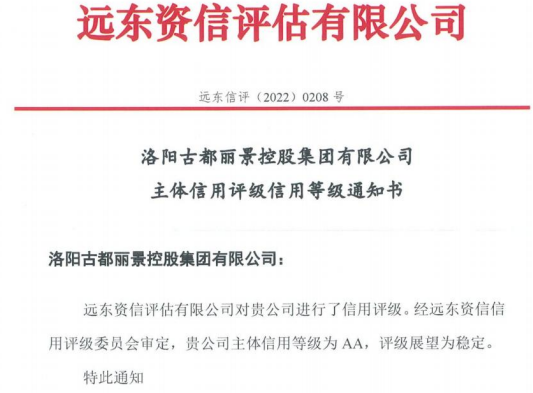 远东资信评估有限公司
远东信评（2022）0208 号
洛阳古都丽景控股集团有限公司
主体信用评级信用等级通知书
洛阳古都丽景控股集团有限公司：
远东资信评估有限公司对贵公司进行了信用评级。经远东资信信
用评级委员会审定，贵公司主体信用等级为 AA，评级展望为稳定。
特此通知